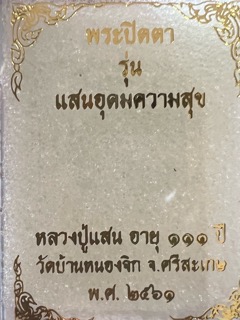 พระปิดตา
รุ่น
แสนอุดมความสุข
หลวงปู่แสน อายุ ๑๑๑ ปี
วัดบ้านหนองจิก จ.ศรีสะเกษ
พ.ศ. ๒๕๖๑